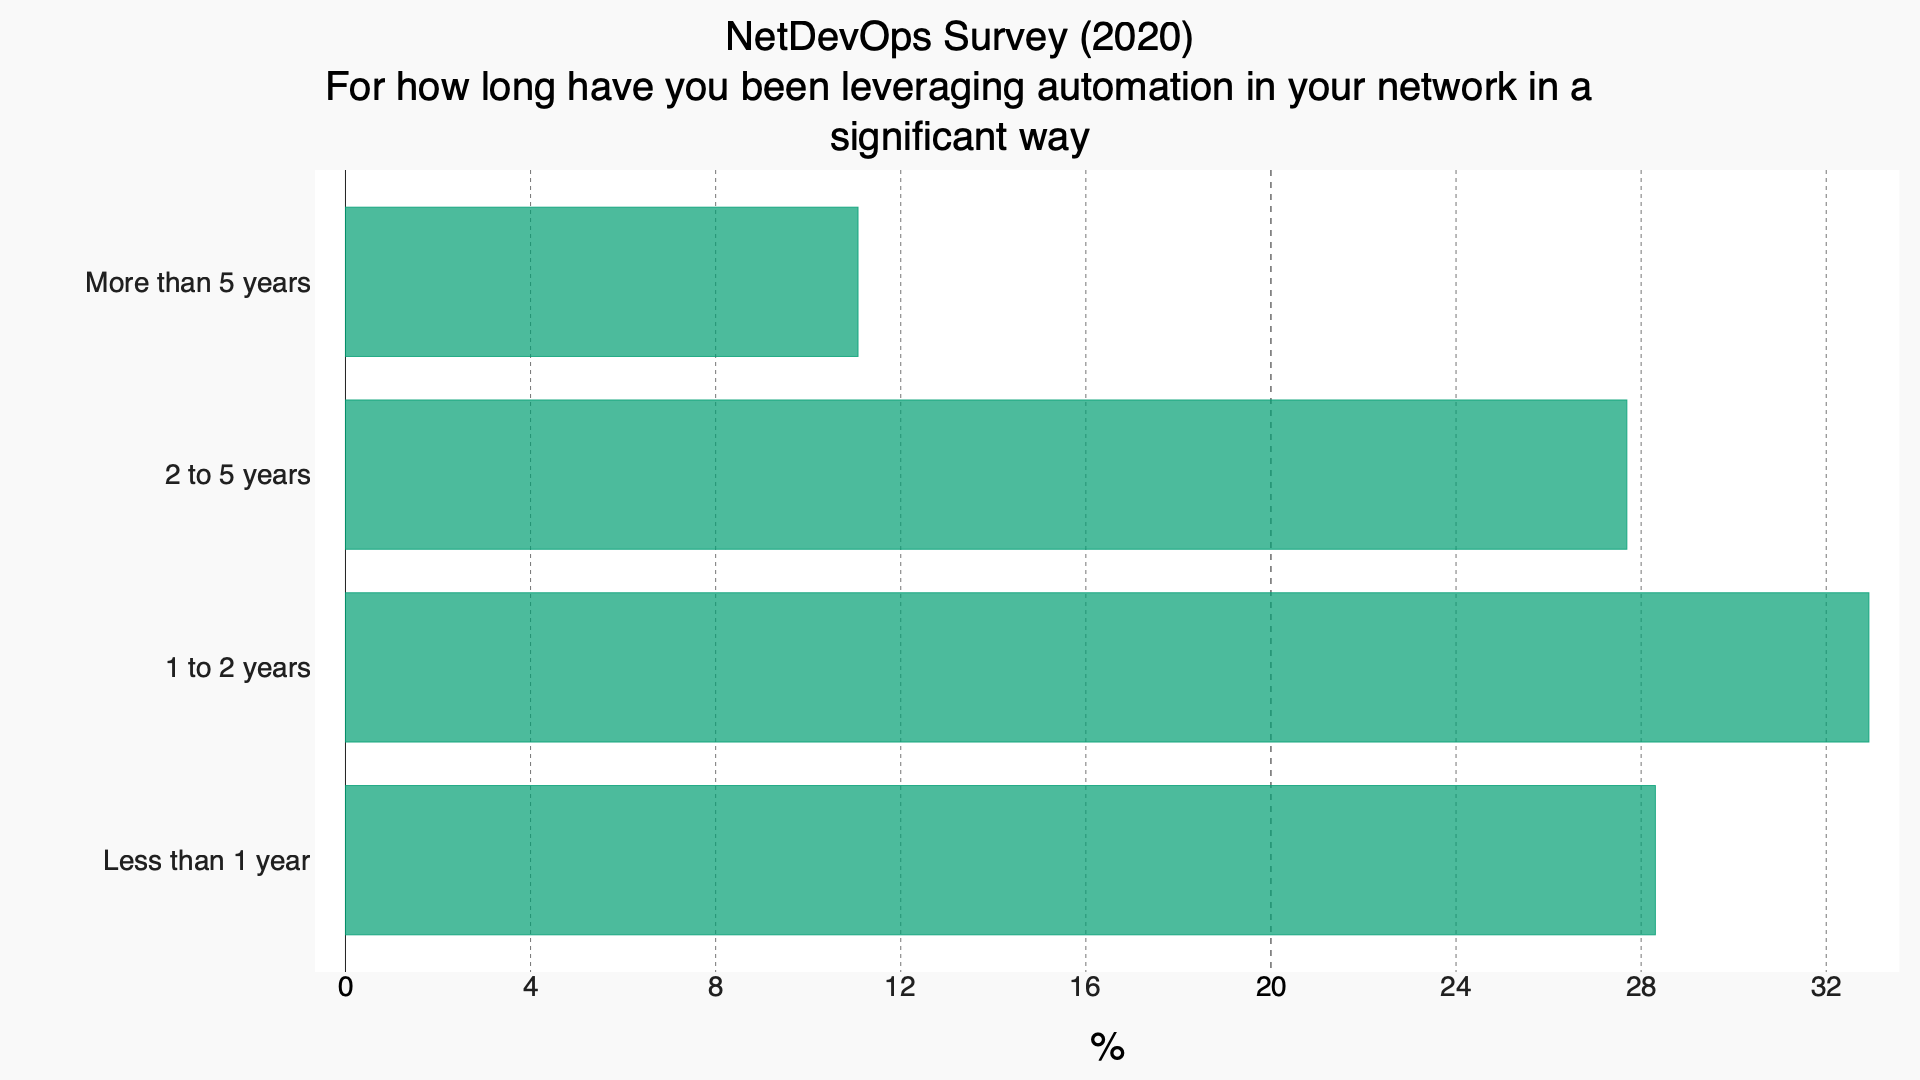 NetDevOps Survey (2020)
For how long have you been leveraging automation in your network in a
significant way
More than 5 years
2 to 5 years
1 to 2 years
Less than 1 year
0 4 8 12 16 20 24 28 32
%